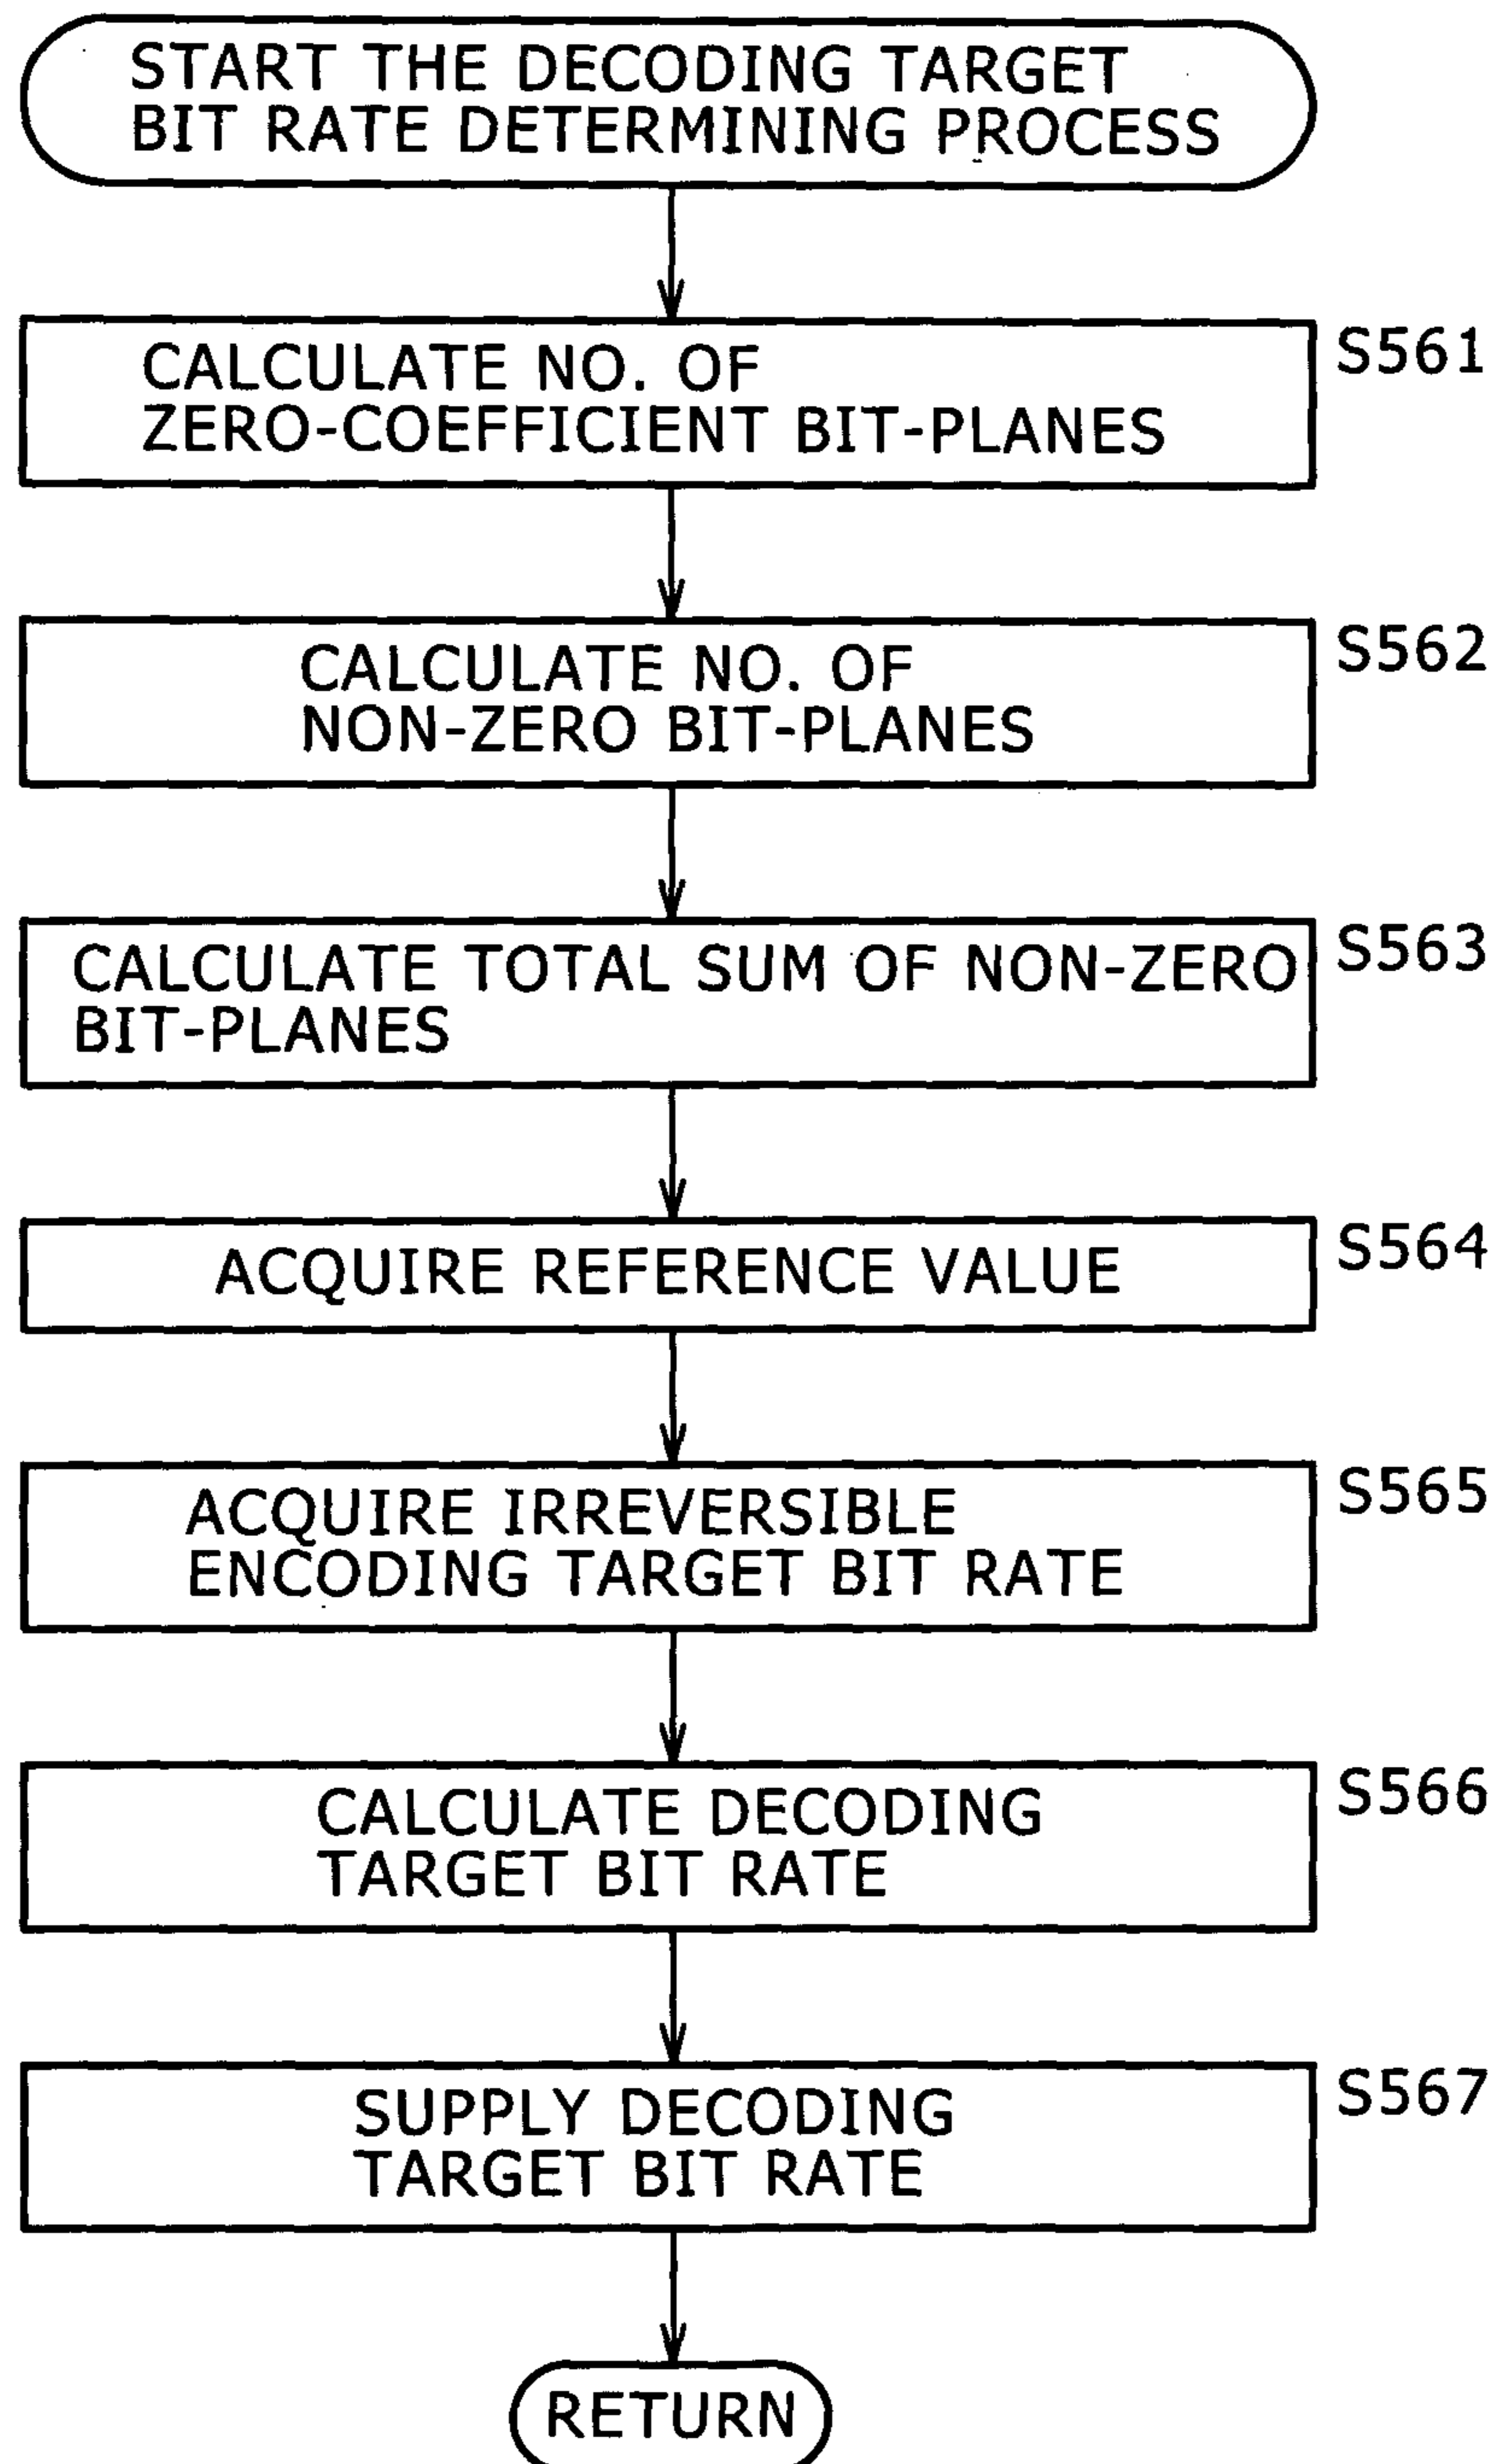 START THE DECODING TARGET
BIT RATE DETERMINING PROCESS
CALCULATE NO. OF
ZERO-COEFFICIENT BIT-PLANES
S561
CALCULATE NO. OF
NON-ZERO BIT-PLANES
S562
CALCULATE TOTAL SUM OF NON-ZERO
BIT-PLANES
S563
ACQUIRE REFERENCE VALUE
S564
ACQUIRE IRREVERSIBLE
ENCODING TARGET BIT RATE
S565
CALCULATE DECODING
TARGET BIT RATE
S566
SUPPLY DECODING
TARGET BIT RATE
S567
RETURN